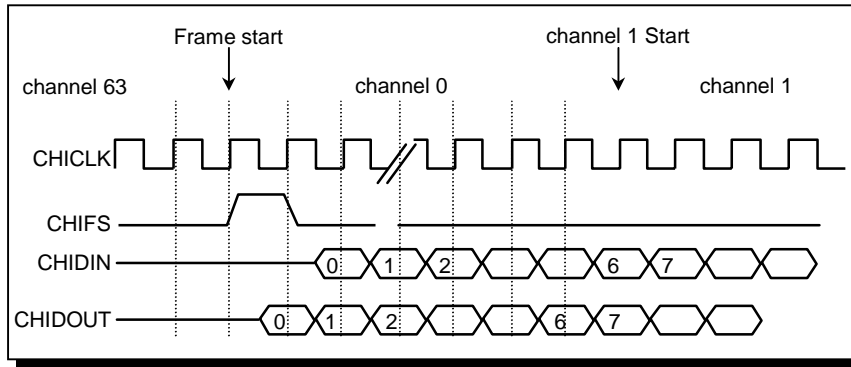 Frame start
channel 1 Start
channel 63
channel 0
channel 1
CHICLK
CHIFS
CHIDIN 0 1 2 6 7
CHIDOUT 0 1 2 6 7